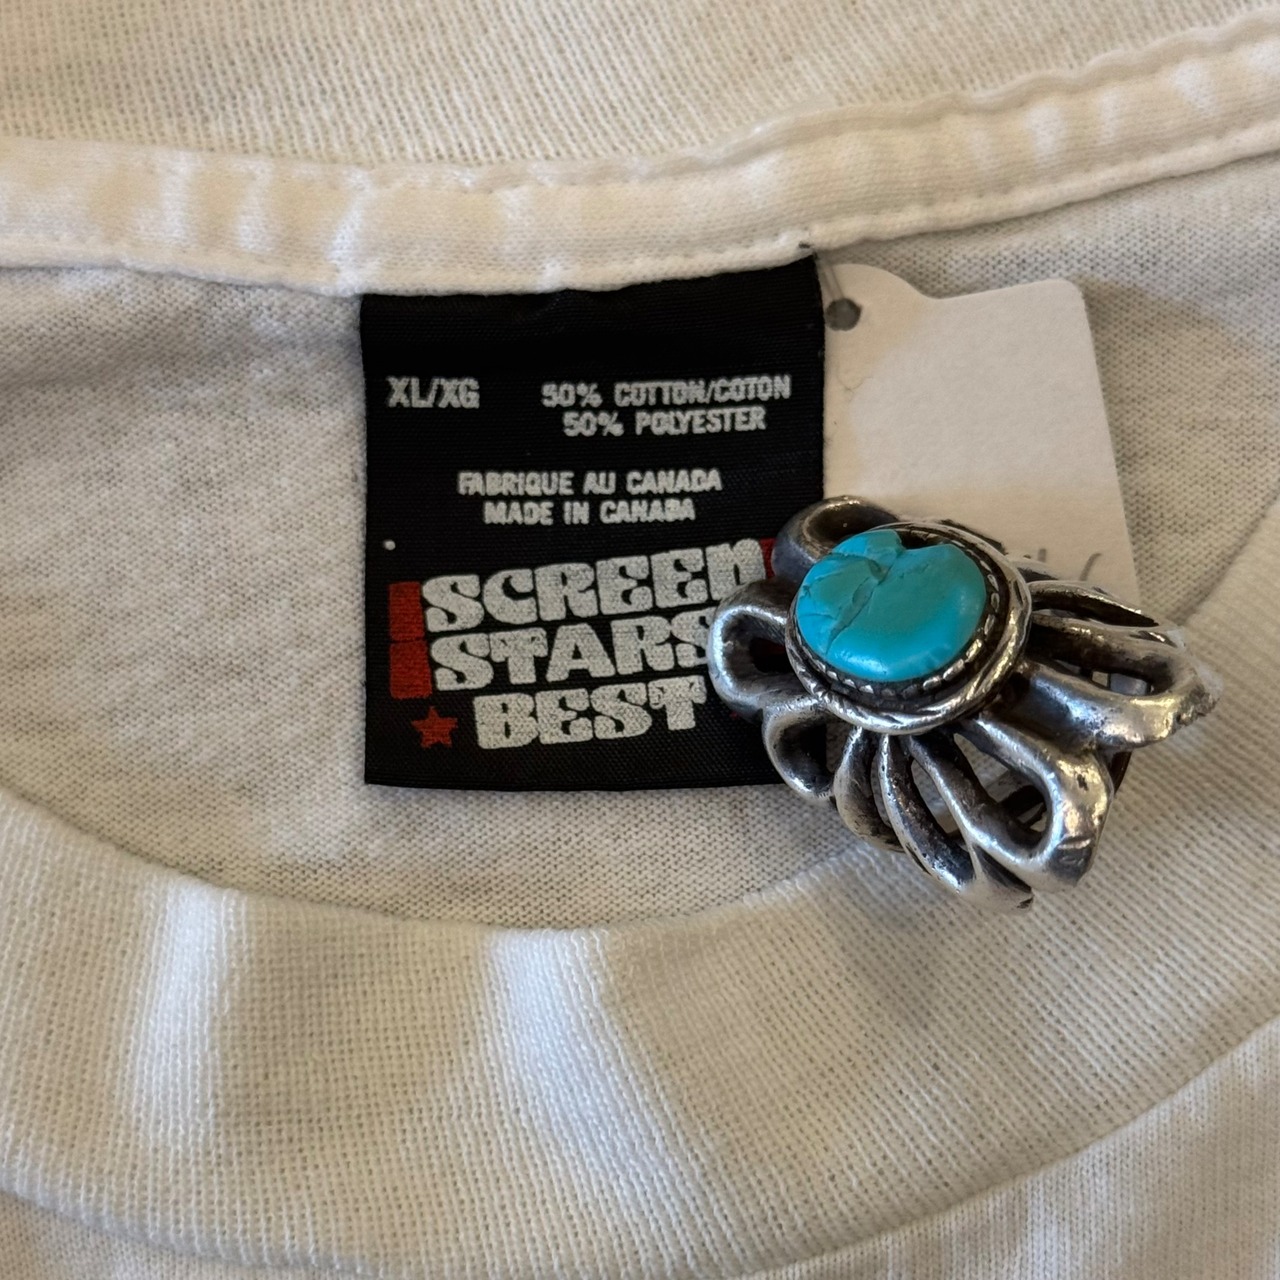 XL/XG 50% COTTON/COTON
50% POLYESTER
FABRIQUE AU CANADA
MADE IN CANADA
SCREEN
STARS
BEST